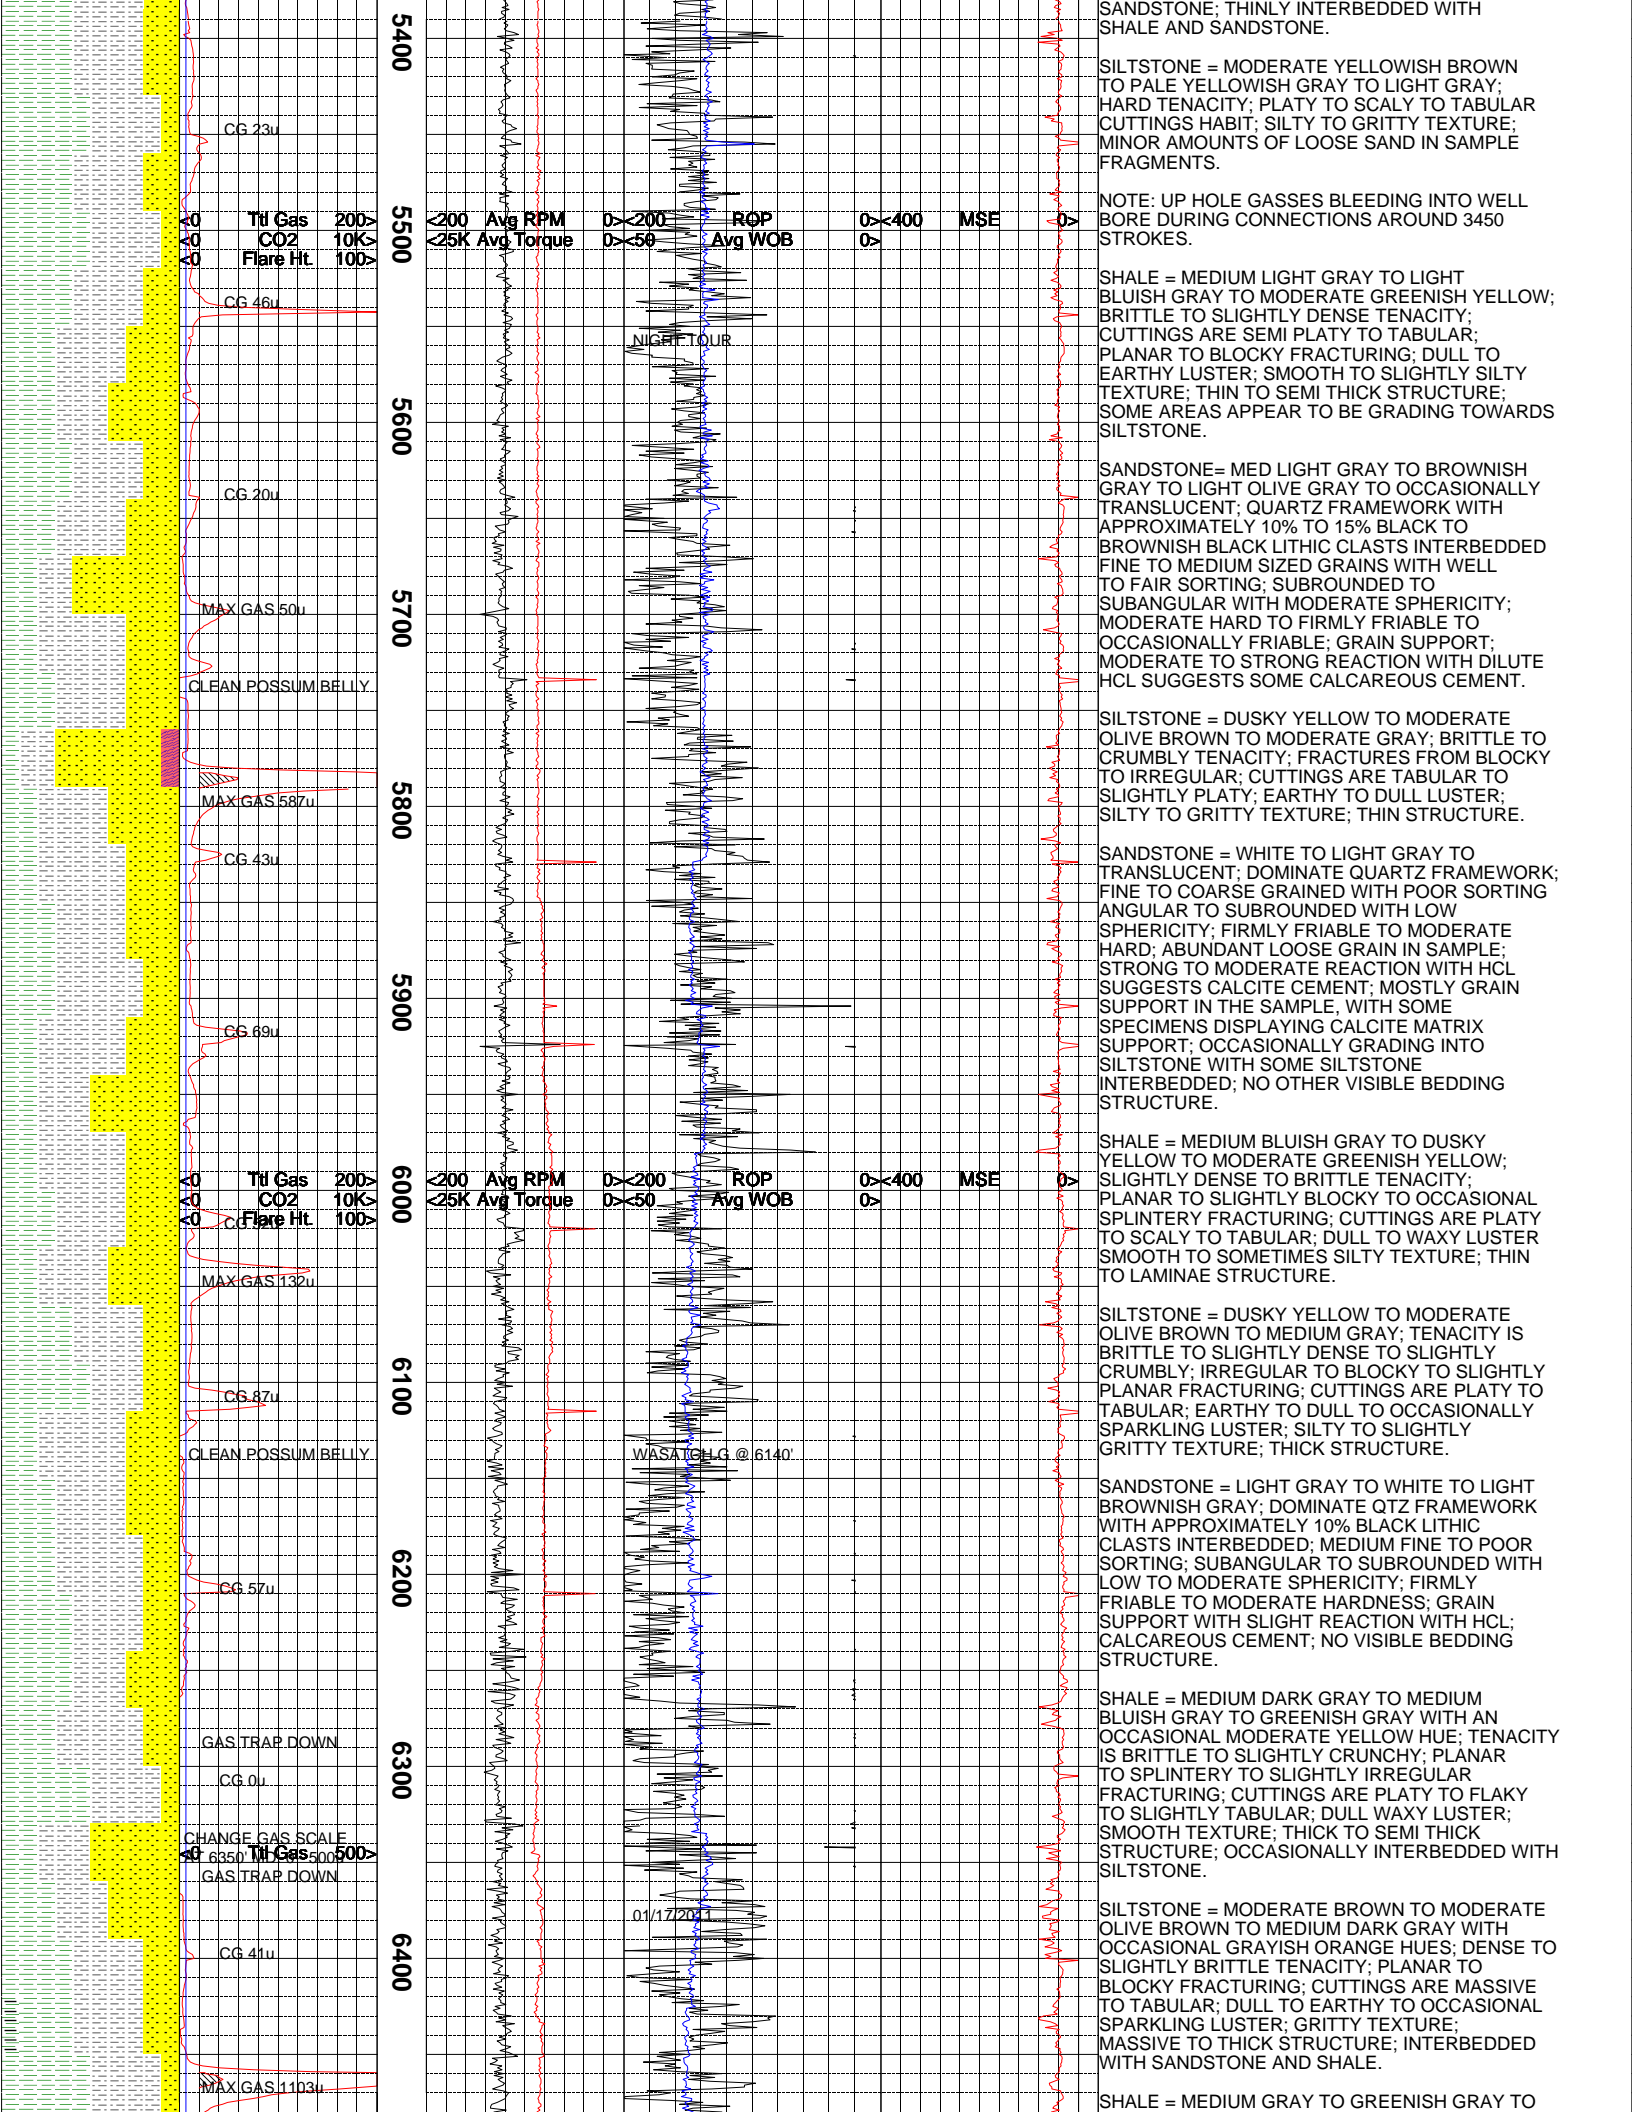 5400
CG 23u
<0 Ttl Gas 200>
<0 CO2 10K>
<0 Flare Ht. 100>
5500
<200 Avg RPM 0>
<25K Avg Torque 0>
<200 ROP 0>
<50 Avg WOB 0>
<400 MSE 0>
CG 46u
NIGHT TOUR
5600
CG 20u
MAX GAS 50u
5700
CLEAN POSSUM BELLY
MAX GAS 587u
5800
CG 43u
5900
CG 69u
<0 Ttl Gas 200>
<0 CO2 10K>
<0 Flare Ht. 100>
6000
<200 Avg RPM 0>
<25K Avg Torque 0>
<200 ROP 0>
<50 Avg WOB 0>
<400 MSE 0>
MAX GAS 132u
6100
CG 87u
CLEAN POSSUM BELLY
WASATCH G @ 6140'
6200
CG 57u
GAS TRAP DOWN
6300
CG 0u
CHANGE GAS SCALE
<0 Ttl Gas 500>
GAS TRAP DOWN
01/17/2011
6400
CG 41u
MAX GAS 1103u
SANDSTONE; THINLY INTERBEDDED WITH
SHALE AND SANDSTONE.
SILTSTONE = MODERATE YELLOWISH BROWN
TO PALE YELLOWISH GRAY TO LIGHT GRAY;
HARD TENACITY; PLATY TO SCALY TO TABULAR
CUTTINGS HABIT; SILTY TO GRITTY TEXTURE;
MINOR AMOUNTS OF LOOSE SAND IN SAMPLE
FRAGMENTS.
NOTE: UP HOLE GASSES BLEEDING INTO WELL
BORE DURING CONNECTIONS AROUND 3450
STROKES.
SHALE = MEDIUM LIGHT GRAY TO LIGHT
BLUISH GRAY TO MODERATE GREENISH YELLOW;
BRITTLE TO SLIGHTLY DENSE TENACITY;
CUTTINGS ARE SEMI PLATY TO TABULAR;
PLANAR TO BLOCKY FRACTURING; DULL TO
EARTHY LUSTER; SMOOTH TO SLIGHTLY SILTY
TEXTURE; THIN TO SEMI THICK STRUCTURE;
SOME AREAS APPEAR TO BE GRADING TOWARDS
SILTSTONE.
SANDSTONE= MED LIGHT GRAY TO BROWNISH
GRAY TO LIGHT OLIVE GRAY TO OCCASIONALLY
TRANSLUCENT; QUARTZ FRAMEWORK WITH
APPROXIMATELY 10% TO 15% BLACK TO
BROWNISH BLACK LITHIC CLASTS INTERBEDDED
FINE TO MEDIUM SIZED GRAINS WITH WELL
TO FAIR SORTING; SUBROUNDED TO
SUBANGULAR WITH MODERATE SPHERICITY;
MODERATE HARD TO FIRMLY FRIABLE TO
OCCASIONALLY FRIABLE; GRAIN SUPPORT;
MODERATE TO STRONG REACTION WITH DILUTE
HCL SUGGESTS SOME CALCAREOUS CEMENT.
SILTSTONE = DUSKY YELLOW TO MODERATE
OLIVE BROWN TO MODERATE GRAY; BRITTLE TO
CRUMBLY TENACITY; FRACTURES FROM BLOCKY
TO IRREGULAR; CUTTINGS ARE TABULAR TO
SLIGHTLY PLATY; EARTHY TO DULL LUSTER;
SILTY TO GRITTY TEXTURE; THIN STRUCTURE.
SANDSTONE = WHITE TO LIGHT GRAY TO
TRANSLUCENT; DOMINATE QUARTZ FRAMEWORK;
FINE TO COARSE GRAINED WITH POOR SORTING
ANGULAR TO SUBROUNDED WITH LOW
SPHERICITY; FIRMLY FRIABLE TO MODERATE
HARD; ABUNDANT LOOSE GRAIN IN SAMPLE;
STRONG TO MODERATE REACTION WITH HCL
SUGGESTS CALCITE CEMENT; MOSTLY GRAIN
SUPPORT IN THE SAMPLE, WITH SOME
SPECIMENS DISPLAYING CALCITE MATRIX
SUPPORT; OCCASIONALLY GRADING INTO
SILTSTONE WITH SOME SILTSTONE
INTERBEDDED; NO OTHER VISIBLE BEDDING
STRUCTURE.
SHALE = MEDIUM BLUISH GRAY TO DUSKY
YELLOW TO MODERATE GREENISH YELLOW;
SLIGHTLY DENSE TO BRITTLE TENACITY;
PLANAR TO SLIGHTLY BLOCKY TO OCCASIONAL
SPLINTERY FRACTURING; CUTTINGS ARE PLATY
TO SCALY TO TABULAR; DULL TO WAXY LUSTER
SMOOTH TO SOMETIMES SILTY TEXTURE; THIN
TO LAMINAE STRUCTURE.
SILTSTONE = DUSKY YELLOW TO MODERATE
OLIVE BROWN TO MEDIUM GRAY; TENACITY IS
BRITTLE TO SLIGHTLY DENSE TO SLIGHTLY
CRUMBLY; IRREGULAR TO BLOCKY TO SLIGHTLY
PLANAR FRACTURING; CUTTINGS ARE PLATY TO
TABULAR; EARTHY TO DULL TO OCCASIONALLY
SPARKLING LUSTER; SILTY TO SLIGHTLY
GRITTY TEXTURE; THICK STRUCTURE.
SANDSTONE = LIGHT GRAY TO WHITE TO LIGHT
BROWNISH GRAY; DOMINATE QTZ FRAMEWORK
WITH APPROXIMATELY 10% BLACK LITHIC
CLASTS INTERBEDDED; MEDIUM FINE TO POOR
SORTING; SUBANGULAR TO SUBROUNDED WITH
LOW TO MODERATE SPHERICITY; FIRMLY
FRIABLE TO MODERATE HARDNESS; GRAIN
SUPPORT WITH SLIGHT REACTION WITH HCL;
CALCAREOUS CEMENT; NO VISIBLE BEDDING
STRUCTURE.
SHALE = MEDIUM DARK GRAY TO MEDIUM
BLUISH GRAY TO GREENISH GRAY WITH AN
OCCASIONAL MODERATE YELLOW HUE; TENACITY
IS BRITTLE TO SLIGHTLY CRUNCHY; PLANAR
TO SPLINTERY TO SLIGHTLY IRREGULAR
FRACTURING; CUTTINGS ARE PLATY TO FLAKY
TO SLIGHTLY TABULAR; DULL WAXY LUSTER;
SMOOTH TEXTURE; THICK TO SEMI THICK
STRUCTURE; OCCASIONALLY INTERBEDDED WITH
SILTSTONE.
SILTSTONE = MODERATE BROWN TO MODERATE
OLIVE BROWN TO MEDIUM DARK GRAY WITH
OCCASIONAL GRAYISH ORANGE HUES; DENSE TO
SLIGHTLY BRITTLE TENACITY; PLANAR TO
BLOCKY FRACTURING; CUTTINGS ARE MASSIVE
TO TABULAR; DULL TO EARTHY TO OCCASIONAL
SPARKLING LUSTER; GRITTY TEXTURE;
MASSIVE TO THICK STRUCTURE; INTERBEDDED
WITH SANDSTONE AND SHALE.
SHALE = MEDIUM GRAY TO GREENISH GRAY TO